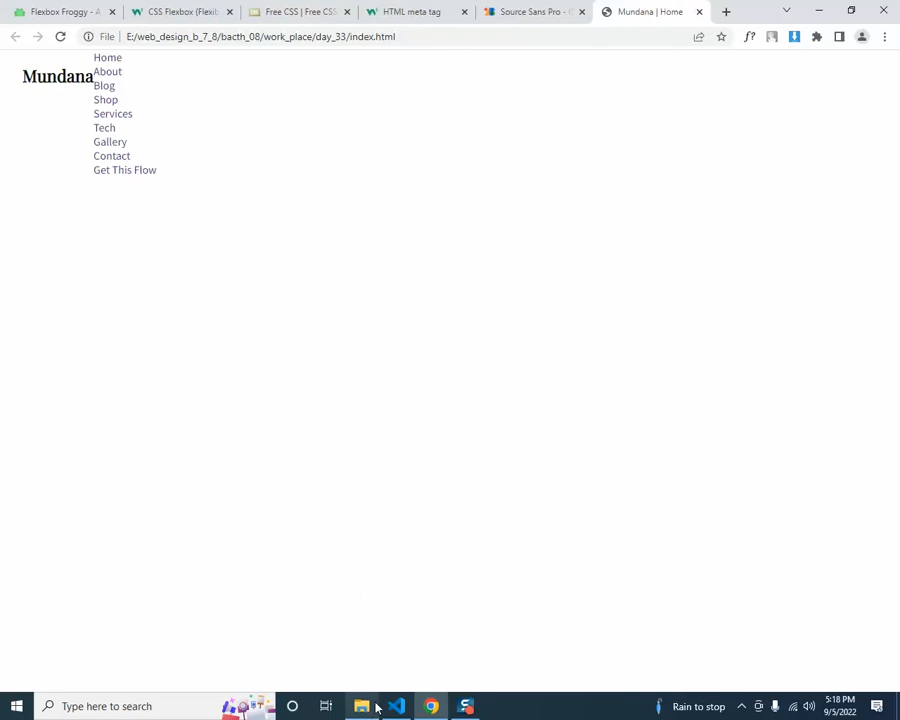 Flexbox Froggy - A
CSS Flexbox (Flexib
Free CSS | Free CSS
HTML meta tag
Source Sans Pro -
Mundana | Home
File
E:/web_design_b_7_8/bacth_08/work_place/day_33/index.html
f?
Mundana
Home
About
Blog
Shop
Services
Tech
Gallery
Contact
Get This Flow
Type here to search
Rain to stop
5:18 PM
9/5/2022